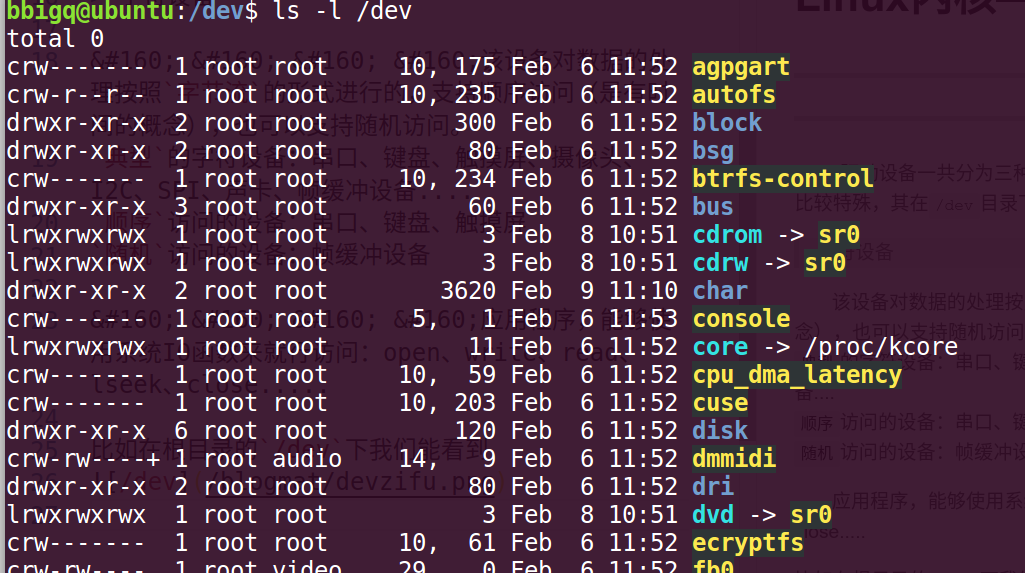 bbigq@ubuntu:/dev$ ls -l /dev
total 0
crw------- 1 root root 10, 175 Feb 6 11:52 agpgart
crw-r--r-- 1 root root 10, 235 Feb 6 11:52 autofs
drwxr-xr-x 2 root root 300 Feb 6 11:52 block
drwxr-xr-x 2 root root 80 Feb 6 11:52 bsg
crw------- 1 root root 10, 234 Feb 6 11:52 btrfs-control
drwxr-xr-x 3 root root 60 Feb 6 11:52 bus
lrwxrwxrwx 1 root root 3 Feb 8 10:51 cdrom -> sr0
lrwxrwxrwx 1 root root 3 Feb 8 10:51 cdrw -> sr0
drwxr-xr-x 2 root root 3620 Feb 9 11:10 char
crw------- 1 root root 5, 1 Feb 6 11:53 console
lrwxrwxrwx 1 root root 11 Feb 6 11:52 core -> /proc/kcore
crw------- 1 root root 10, 59 Feb 6 11:52 cpu_dma_latency
crw------- 1 root root 10, 203 Feb 6 11:52 cuse
drwxr-xr-x 6 root root 120 Feb 6 11:52 disk
crw-rw----+ 1 root audio 14, 9 Feb 6 11:52 dmmidi
drwxr-xr-x 2 root root 80 Feb 6 11:52 dri
lrwxrwxrwx 1 root root 3 Feb 8 10:51 dvd -> sr0
crw------- 1 root root 10, 61 Feb 6 11:52 ecryptfs
crw-rw---- 1 root video 29, 0 Feb 6 11:52 fb0